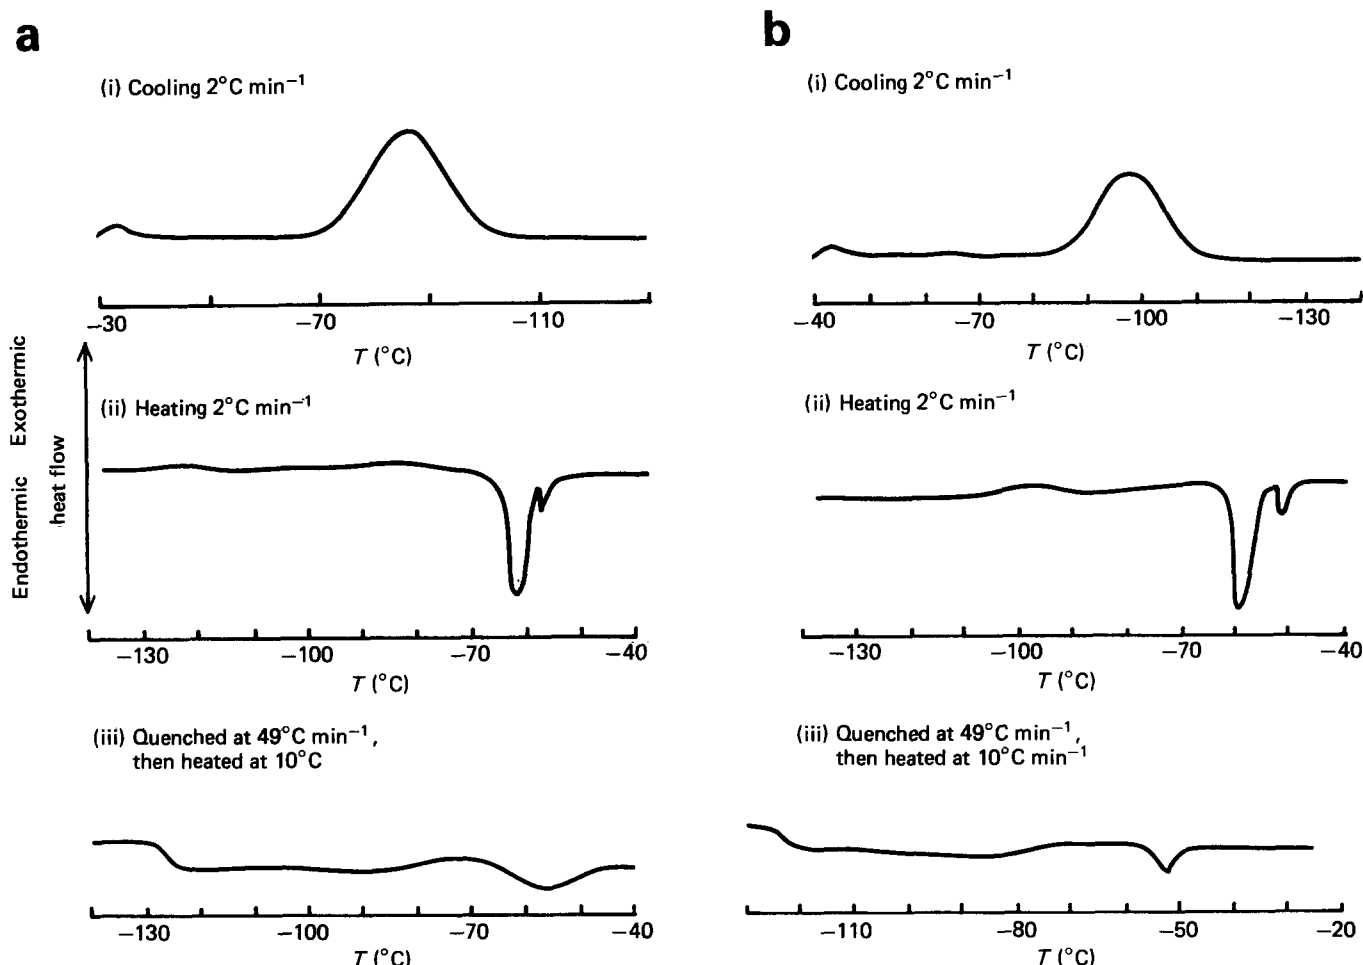 a
(i) Cooling 2°C min⁻¹
−30 −70 −110
T (°C)
Endothermic Exothermic
heat flow
(ii) Heating 2°C min⁻¹
−130 −100 −70 −40
T (°C)
(iii) Quenched at 49°C min⁻¹,
then heated at 10°C
−130 −100 −70 −40
T (°C)
b
(i) Cooling 2°C min⁻¹
−40 −70 −100 −130
T (°C)
(ii) Heating 2°C min⁻¹
−130 −100 −70 −40
T (°C)
(iii) Quenched at 49°C min⁻¹,
then heated at 10°C min⁻¹
−110 −80 −50 −20
T (°C)